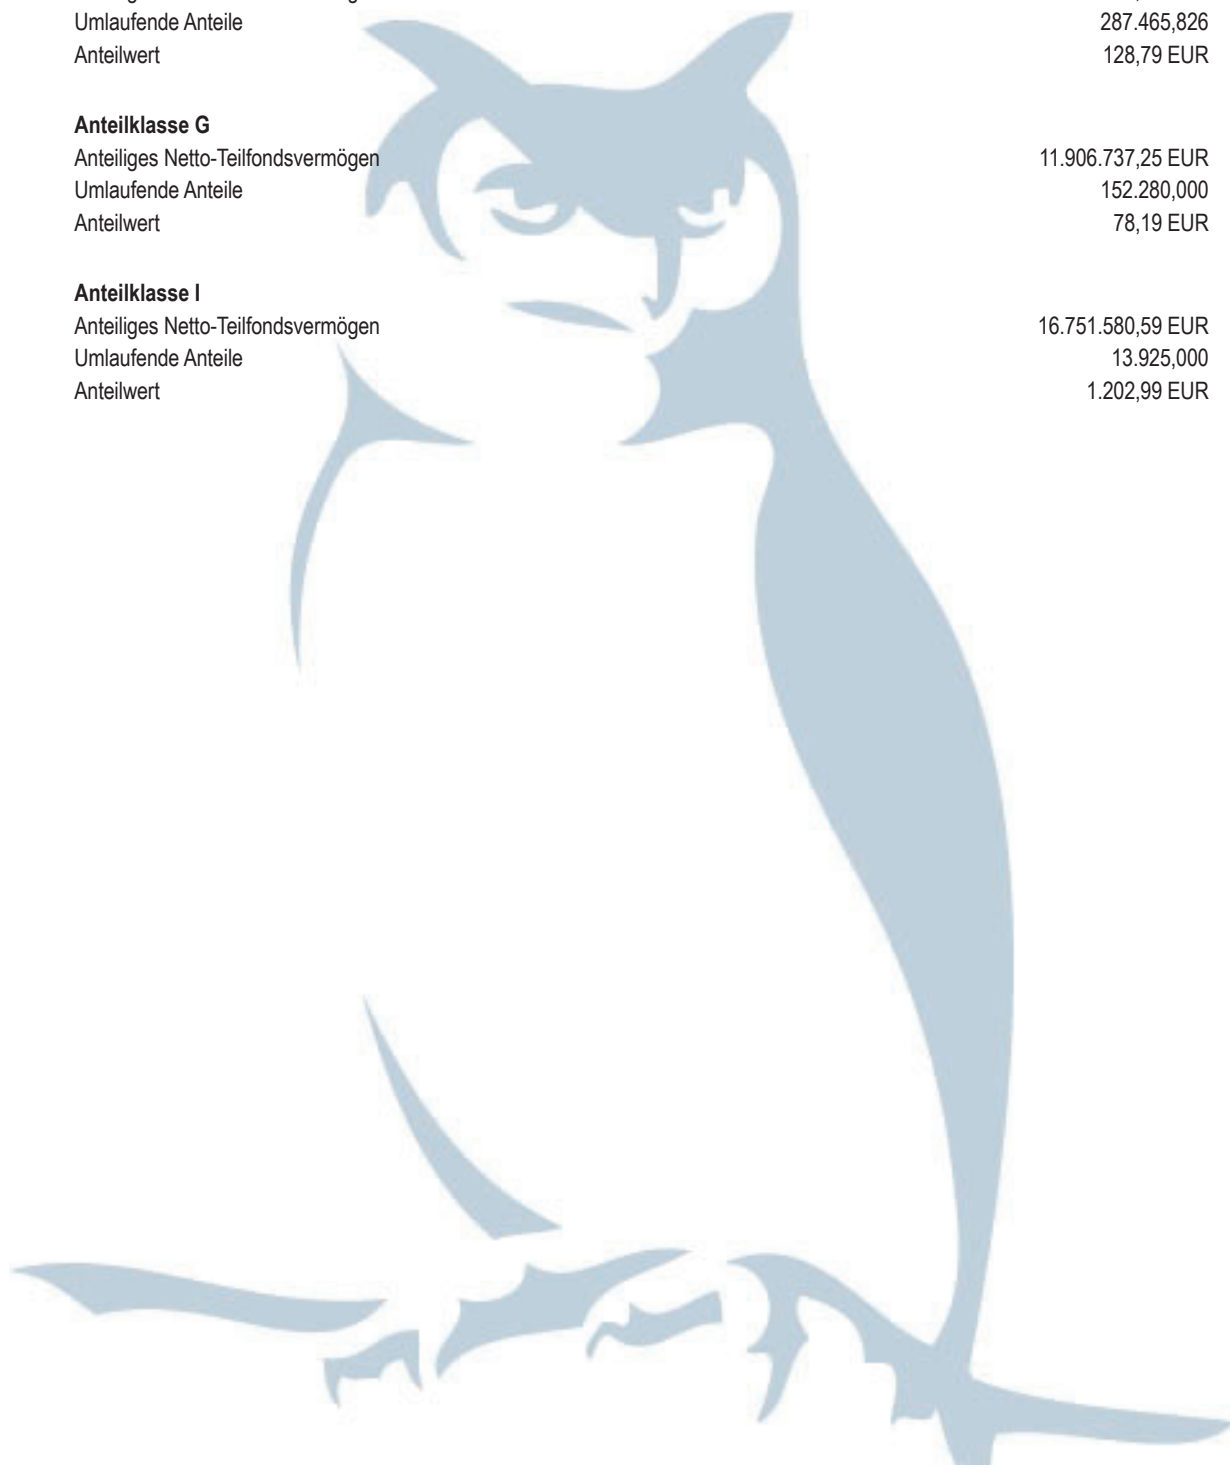 Umlaufende Anteile 287.465,826
Anteilwert 128,79 EUR
Anteilklasse G
Anteiliges Netto-Teilfondsvermögen 11.906.737,25 EUR
Umlaufende Anteile 152.280,000
Anteilwert 78,19 EUR
Anteilklasse I
Anteiliges Netto-Teilfondsvermögen 16.751.580,59 EUR
Umlaufende Anteile 13.925,000
Anteilwert 1.202,99 EUR